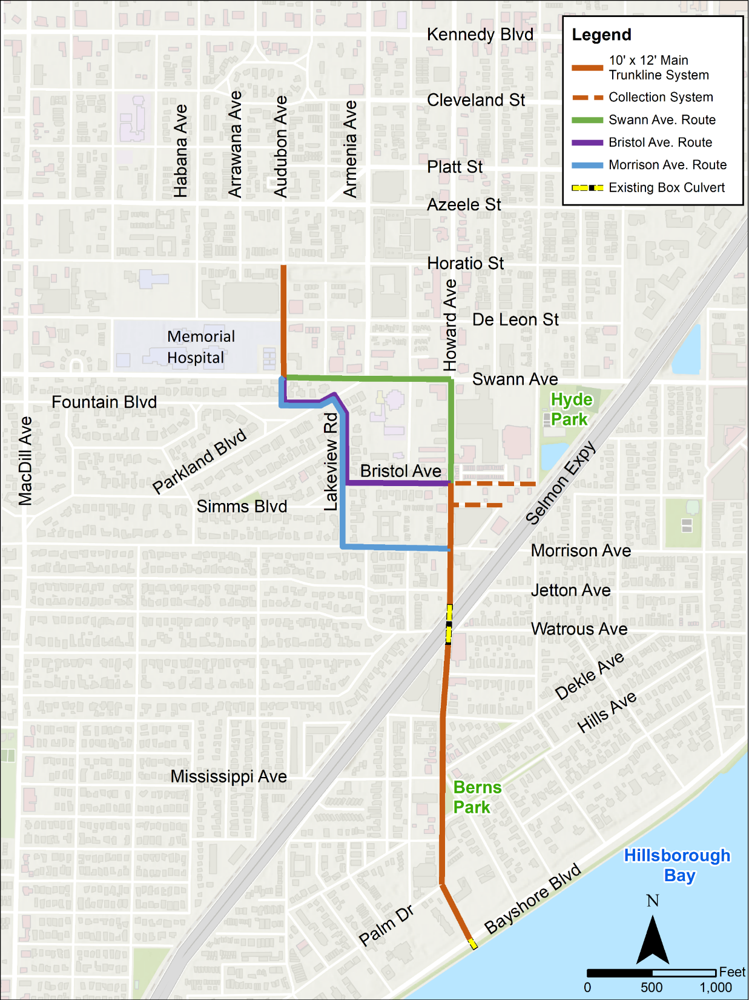 Kennedy Blvd
Legend
10' x 12' Main
Trunkline System
Collection System
Swann Ave. Route
Bristol Ave. Route
Morrison Ave. Route
Existing Box Culvert
Cleveland St
Habana Ave
Arrawana Ave
Audubon Ave
Armenia Ave
Platt St
Azeele St
Horatio St
Howard Ave
De Leon St
Memorial
Hospital
Swann Ave
Fountain Blvd
Hyde
Park
MacDill Ave
Parkland Blvd
Lakeview Rd
Bristol Ave
Selmon Expy
Simms Blvd
Morrison Ave
Jetton Ave
Watrous Ave
Dekle Ave
Hills Ave
Mississippi Ave
Berns
Park
Hillsborough
Bay
Bayshore Blvd
Palm Dr
N
Feet
0 500 1,000